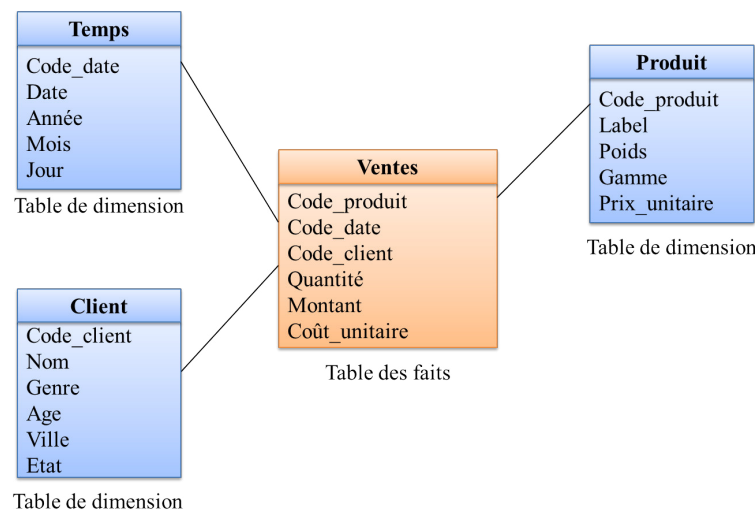 Temps
Code_date
Date
Année
Mois
Jour
Table de dimension
Produit
Code_produit
Label
Poids
Gamme
Prix_unitaire
Table de dimension
Ventes
Code_produit
Code_date
Code_client
Quantité
Montant
Coût_unitaire
Table des faits
Client
Code_client
Nom
Genre
Age
Ville
Etat
Table de dimension